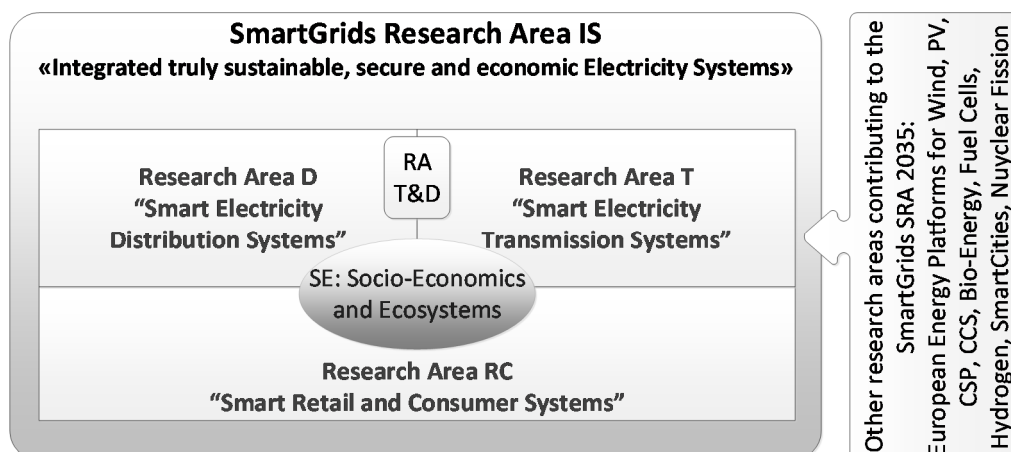 SmartGrids Research Area IS
«Integrated truly sustainable, secure and economic Electricity Systems»
Research Area D
“Smart Electricity
Distribution Systems”
RA
T&D
Research Area T
“Smart Electricity
Transmission Systems”
SE: Socio-Economics
and Ecosystems
Research Area RC
“Smart Retail and Consumer Systems”
Other research areas contributing to the
SmartGrids SRA 2035:
European Energy Platforms for Wind, PV,
CSP, CCS, Bio-Energy, Fuel Cells,
Hydrogen, SmartCities, Nuyclear Fission